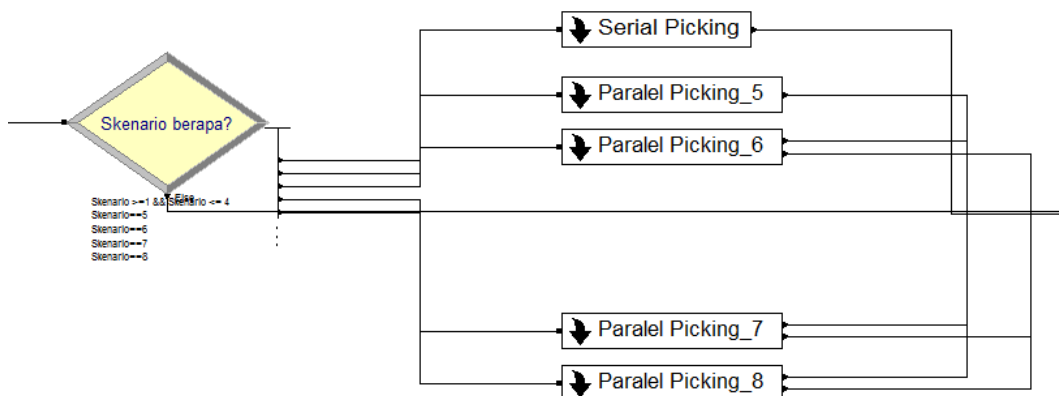 Serial Picking
Paralel Picking_5
Skenario berapa?
Paralel Picking_6
Else
Skenario >=1 && Skenario <= 4
Skenario==5
Skenario==6
Skenario==7
Skenario==8
Paralel Picking_7
Paralel Picking_8